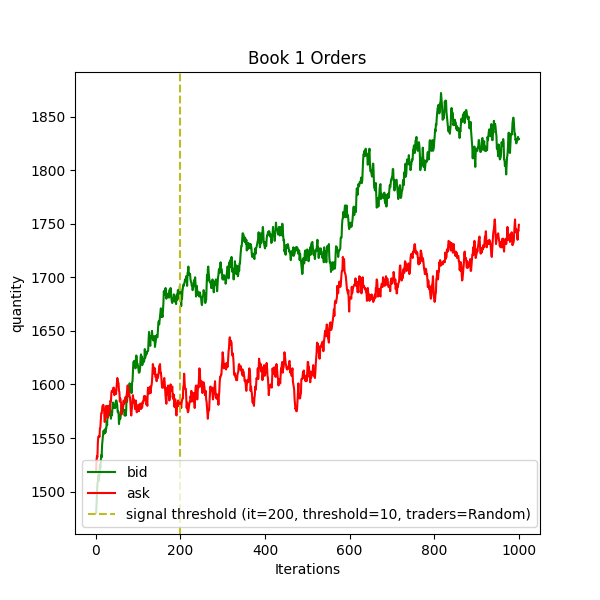 Book 1 Orders
quantity
1850
1800
1750
1700
1650
1600
1550
1500
bid
ask
signal threshold (it=200, threshold=10, traders=Random)
0 200 400 600 800 1000
Iterations